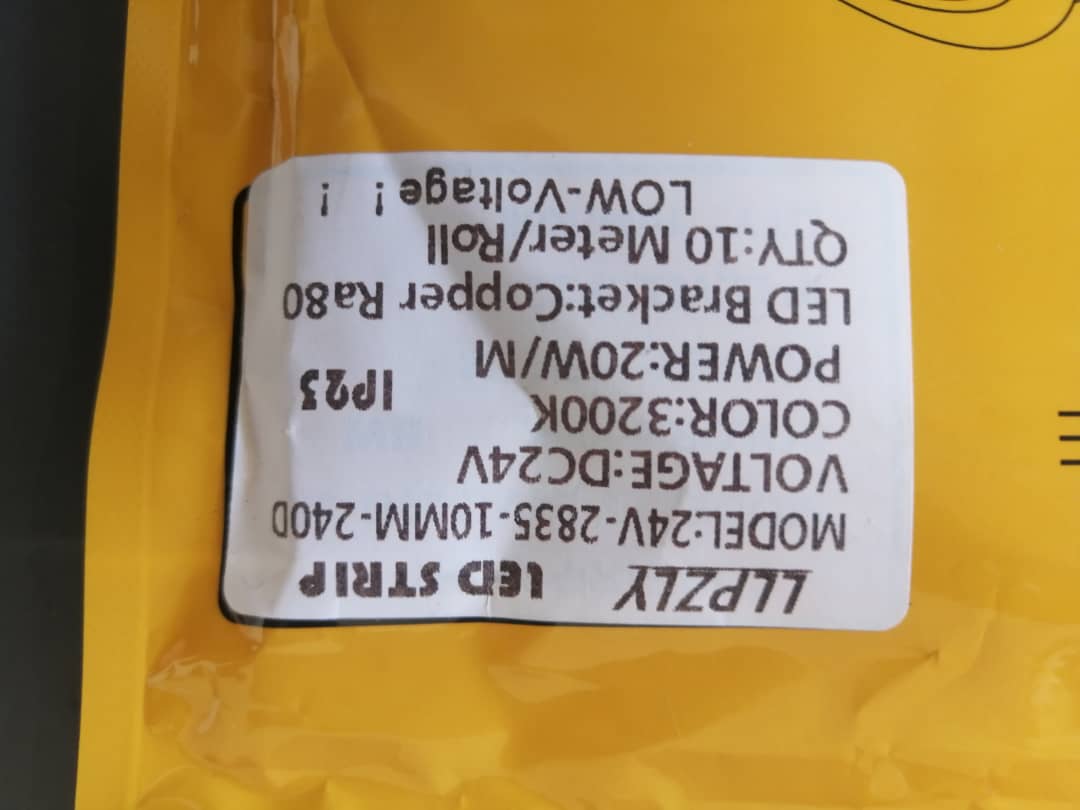 LLPZLY LED STRIP
MODEL:24V-2835-10MM-240D
VOLTAGE:DC24V
COLOR:3200K IP23
POWER:20W/M
LED Bracket:Copper Ra80
QTY:10 Meter/Roll
LOW-Voltage! !